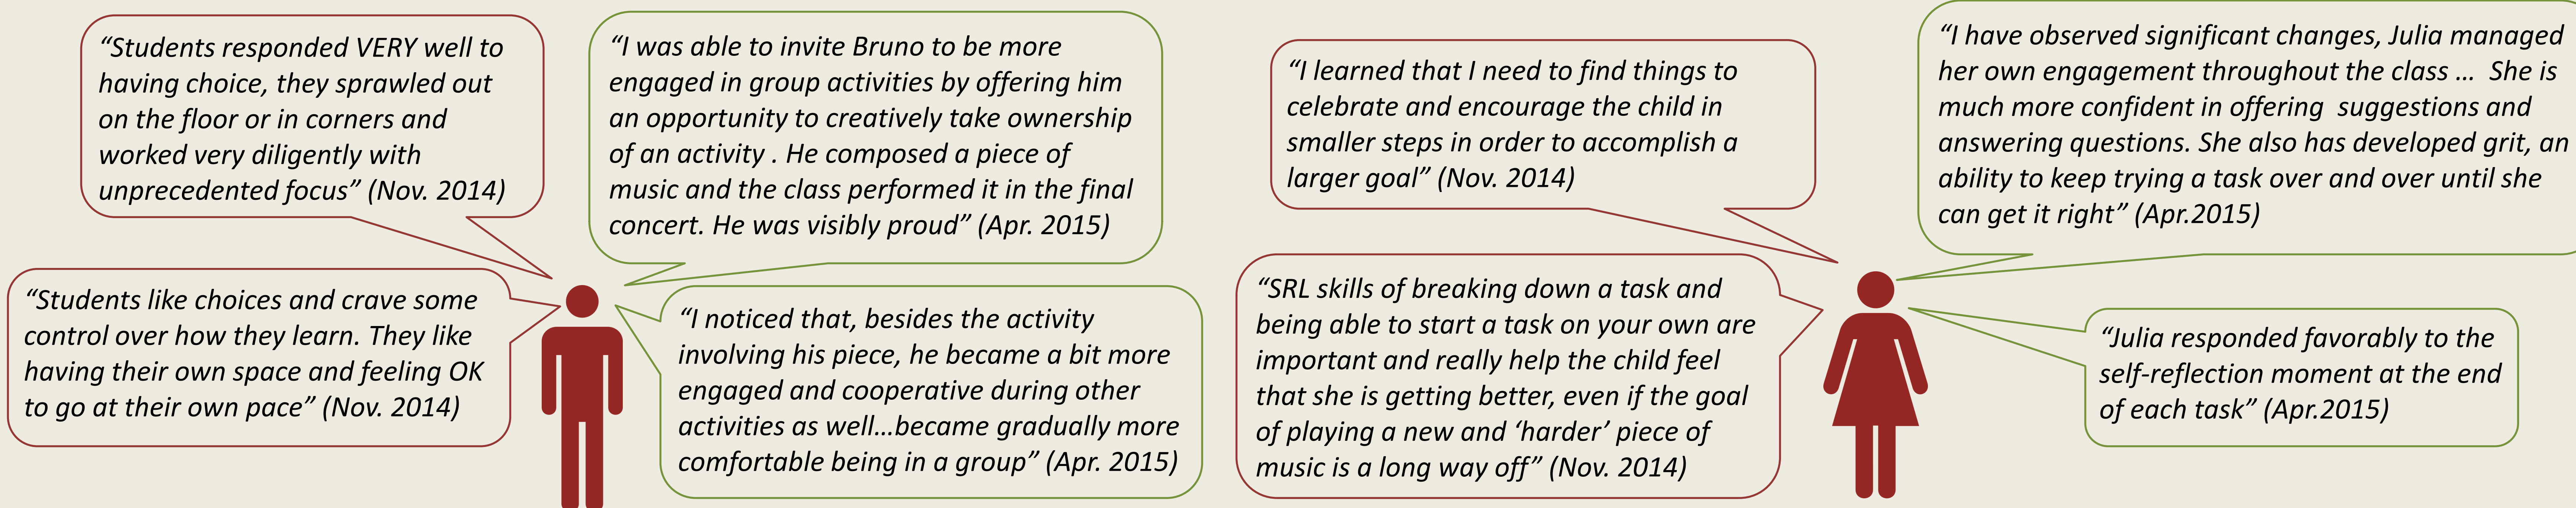 “Students responded VERY well to
having choice, they sprawled out
on the floor or in corners and
worked very diligently with
unprecedented focus” (Nov. 2014)
“Students like choices and crave some
control over how they learn. They like
having their own space and feeling OK
to go at their own pace” (Nov. 2014)
“I was able to invite Bruno to be more
engaged in group activities by offering him
an opportunity to creatively take ownership
of an activity . He composed a piece of
music and the class performed it in the final
concert. He was visibly proud” (Apr. 2015)
“I noticed that, besides the activity
involving his piece, he became a bit more
engaged and cooperative during other
activities as well…became gradually more
comfortable being in a group” (Apr. 2015)
“I learned that I need to find things to
celebrate and encourage the child in
smaller steps in order to accomplish a
larger goal” (Nov. 2014)
“SRL skills of breaking down a task and
being able to start a task on your own are
important and really help the child feel
that she is getting better, even if the goal
of playing a new and ‘harder’ piece of
music is a long way off” (Nov. 2014)
“I have observed significant changes, Julia managed
her own engagement throughout the class … She is
much more confident in offering suggestions and
answering questions. She also has developed grit, an
ability to keep trying a task over and over until she
can get it right” (Apr.2015)
“Julia responded favorably to the
self-reflection moment at the end
of each task” (Apr.2015)